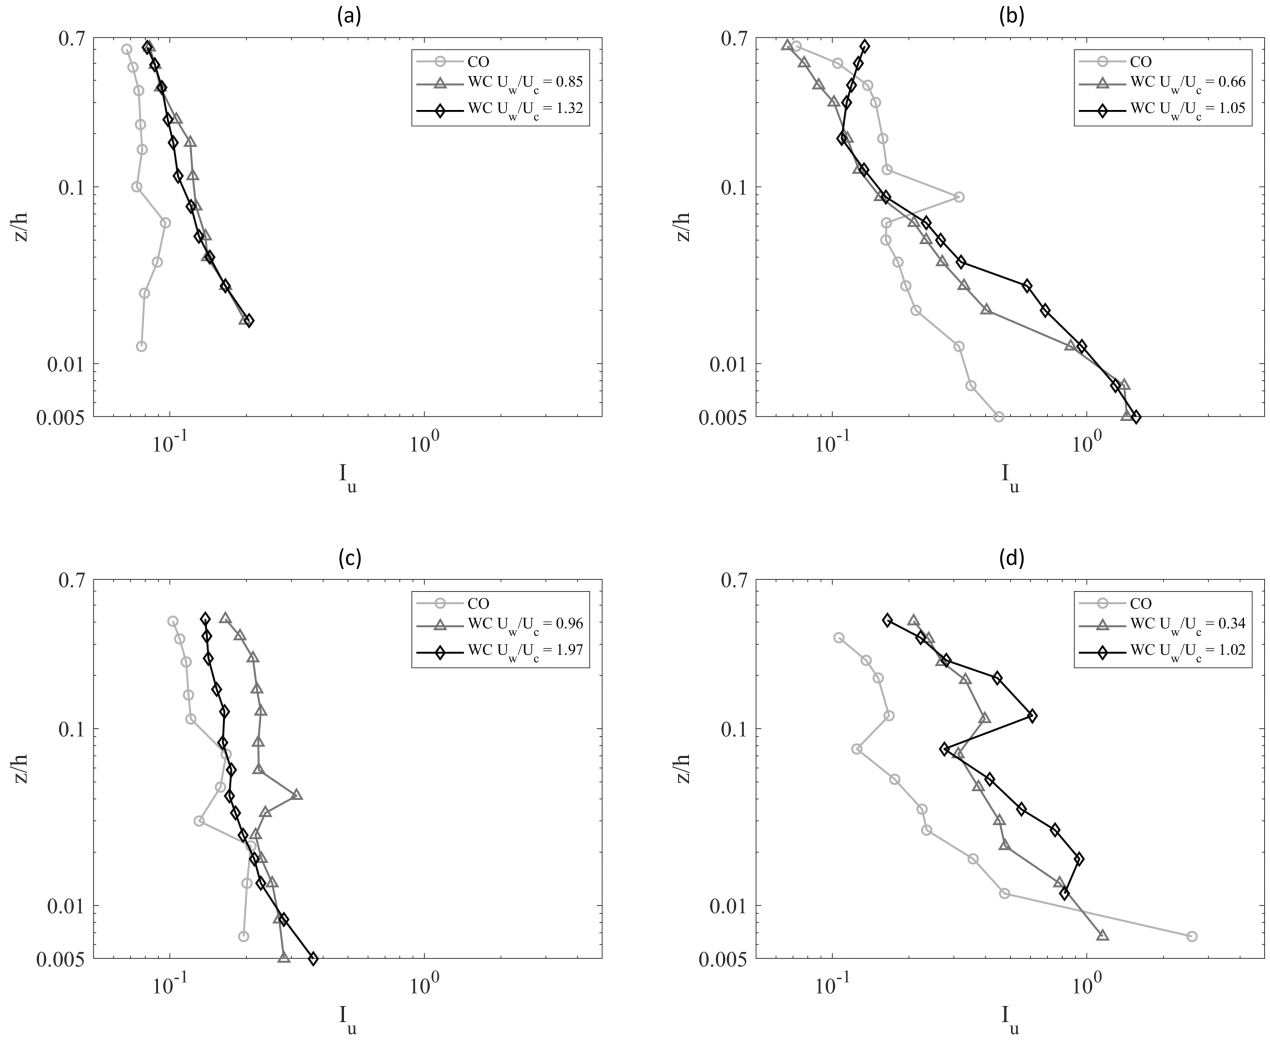 (a)
0.7
0.1
0.01
0.005
z/h
CO
WC U_w/U_c = 0.85
WC U_w/U_c = 1.32
10^-1
10^0
I_u
(b)
0.7
0.1
0.01
0.005
z/h
CO
WC U_w/U_c = 0.66
WC U_w/U_c = 1.05
10^-1
10^0
I_u
(c)
0.7
0.1
0.01
0.005
z/h
CO
WC U_w/U_c = 0.96
WC U_w/U_c = 1.97
10^-1
10^0
I_u
(d)
0.7
0.1
0.01
0.005
z/h
CO
WC U_w/U_c = 0.34
WC U_w/U_c = 1.02
10^-1
10^0
I_u